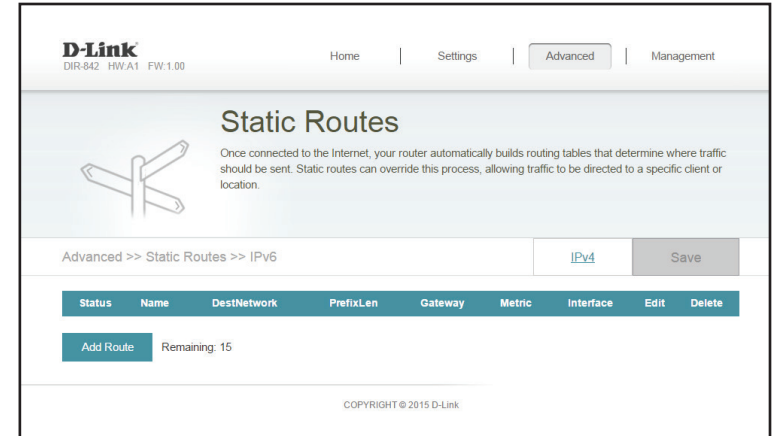 D-Link
DIR-842 HW:A1 FW:1.00
Home | Settings | Advanced | Management
Static Routes
Once connected to the Internet, your router automatically builds routing tables that determine where traffic
should be sent. Static routes can override this process, allowing traffic to be directed to a specific client or
location.
Advanced >> Static Routes >> IPv6
IPv4
Save
Status Name DestNetwork PrefixLen Gateway Metric Interface Edit Delete
Add Route
Remaining: 15
COPYRIGHT © 2015 D-Link